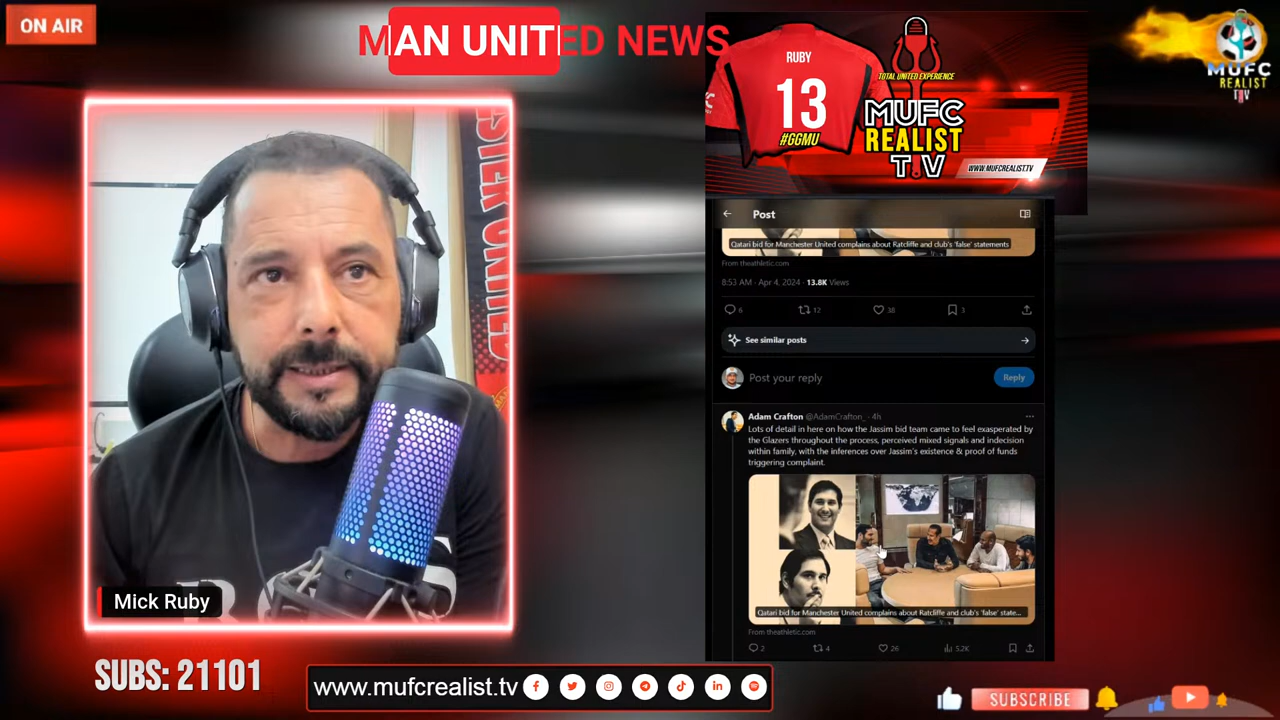 ON AIR
MAN UNITED NEWS
RUBY
13
#GGMU
TOTAL UNITED EXPERIENCE
MUFC
REALIST
T.V
WWW.MUFCREALIST.TV
MUFC
REALIST
T.V
Post
Qatari bid for Manchester United complains about Ratcliffe and club's 'false' statements
From theathletic.com
8:53 AM · Apr 4, 2024 · 13.8K Views
6 12 38 3
See similar posts
Post your reply
Reply
Adam Crafton @AdamCrafton_ · 4h
Lots of detail in here on how the Jassim bid team came to feel exasperated by
the Glazers throughout the process, perceived mixed signals and indecision
within family, with the inferences over Jassim's existence & proof of funds
triggering complaint.
Qatari bid for Manchester United complains about Ratcliffe and club's 'false' state...
From theathletic.com
2 4 26 5.2K
UNITED
Mick Ruby
SUBS: 21101
www.mufcrealist.tv
SUBSCRIBE